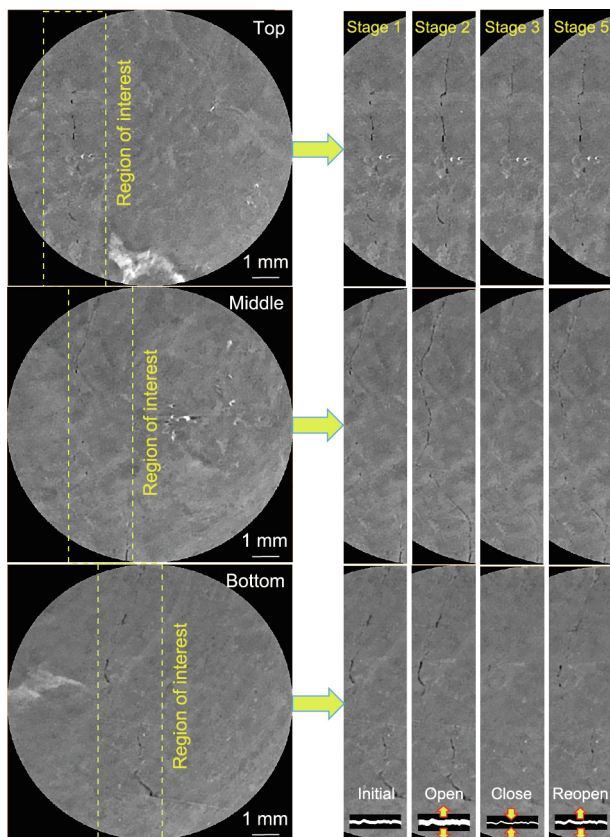 Top
Region of interest
1 mm
Stage 1
Stage 2
Stage 3
Stage 5
Middle
Region of interest
1 mm
Bottom
Region of interest
1 mm
Initial
Open
Close
Reopen